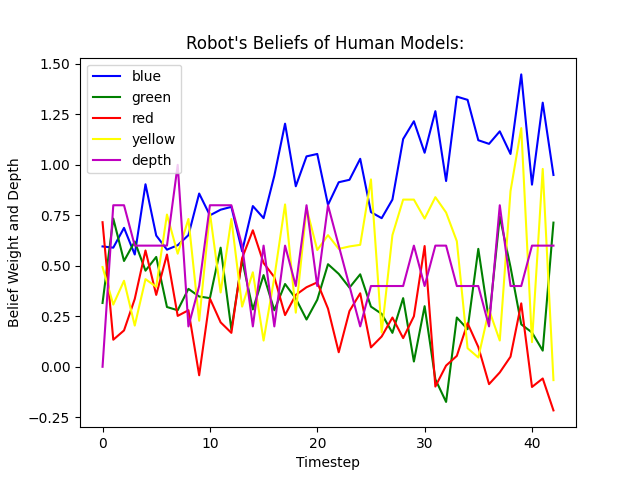 Robot's Beliefs of Human Models:
1.50
1.25
1.00
0.75
0.50
0.25
0.00
−0.25
Belief Weight and Depth
blue
green
red
yellow
depth
0 10 20 30 40
Timestep